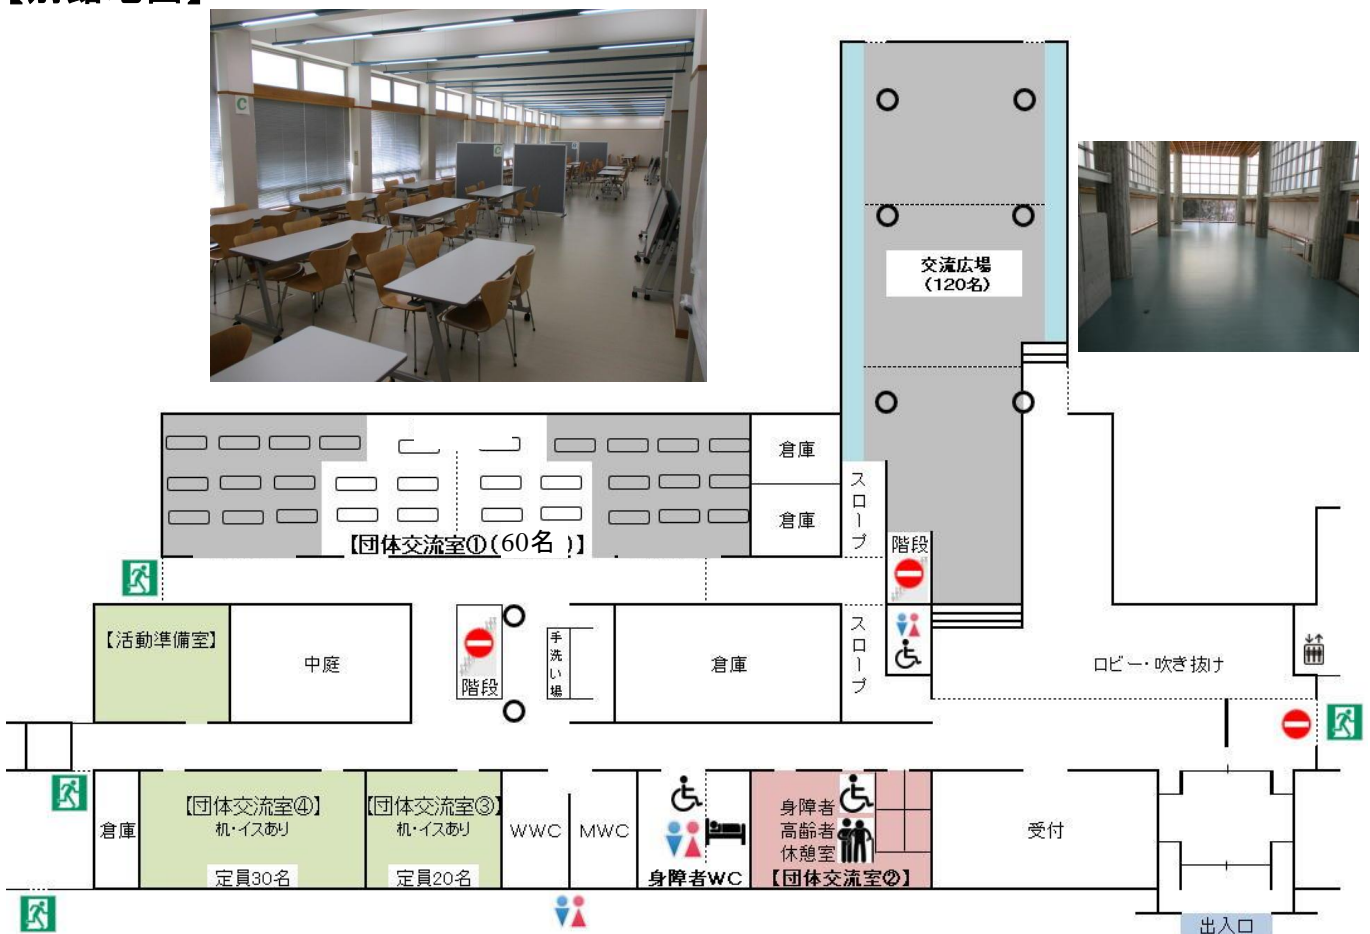 【別館地図】
C
C
交流広場
(120名)
倉庫
倉庫
スロープ
階段
【団体交流室①(60名 )】
【活動準備室】
中庭
階段
手洗い場
倉庫
スロープ
ロビー・吹き抜け
倉庫
【団体交流室④】
机・イスあり
定員30名
【団体交流室③】
机・イスあり
定員20名
WWC
MWC
身障者WC
身障者
高齢者
休憩室
【団体交流室②】
受付
出入口